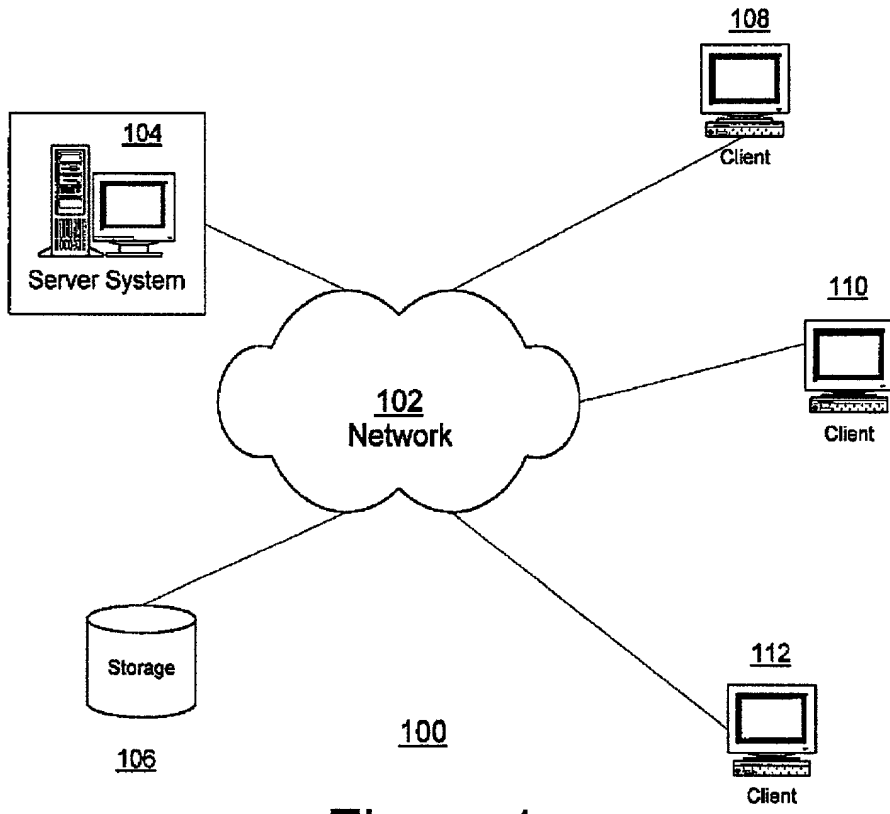 108
Client
104
Server System
110
Client
102
Network
Storage
106
100
112
Client